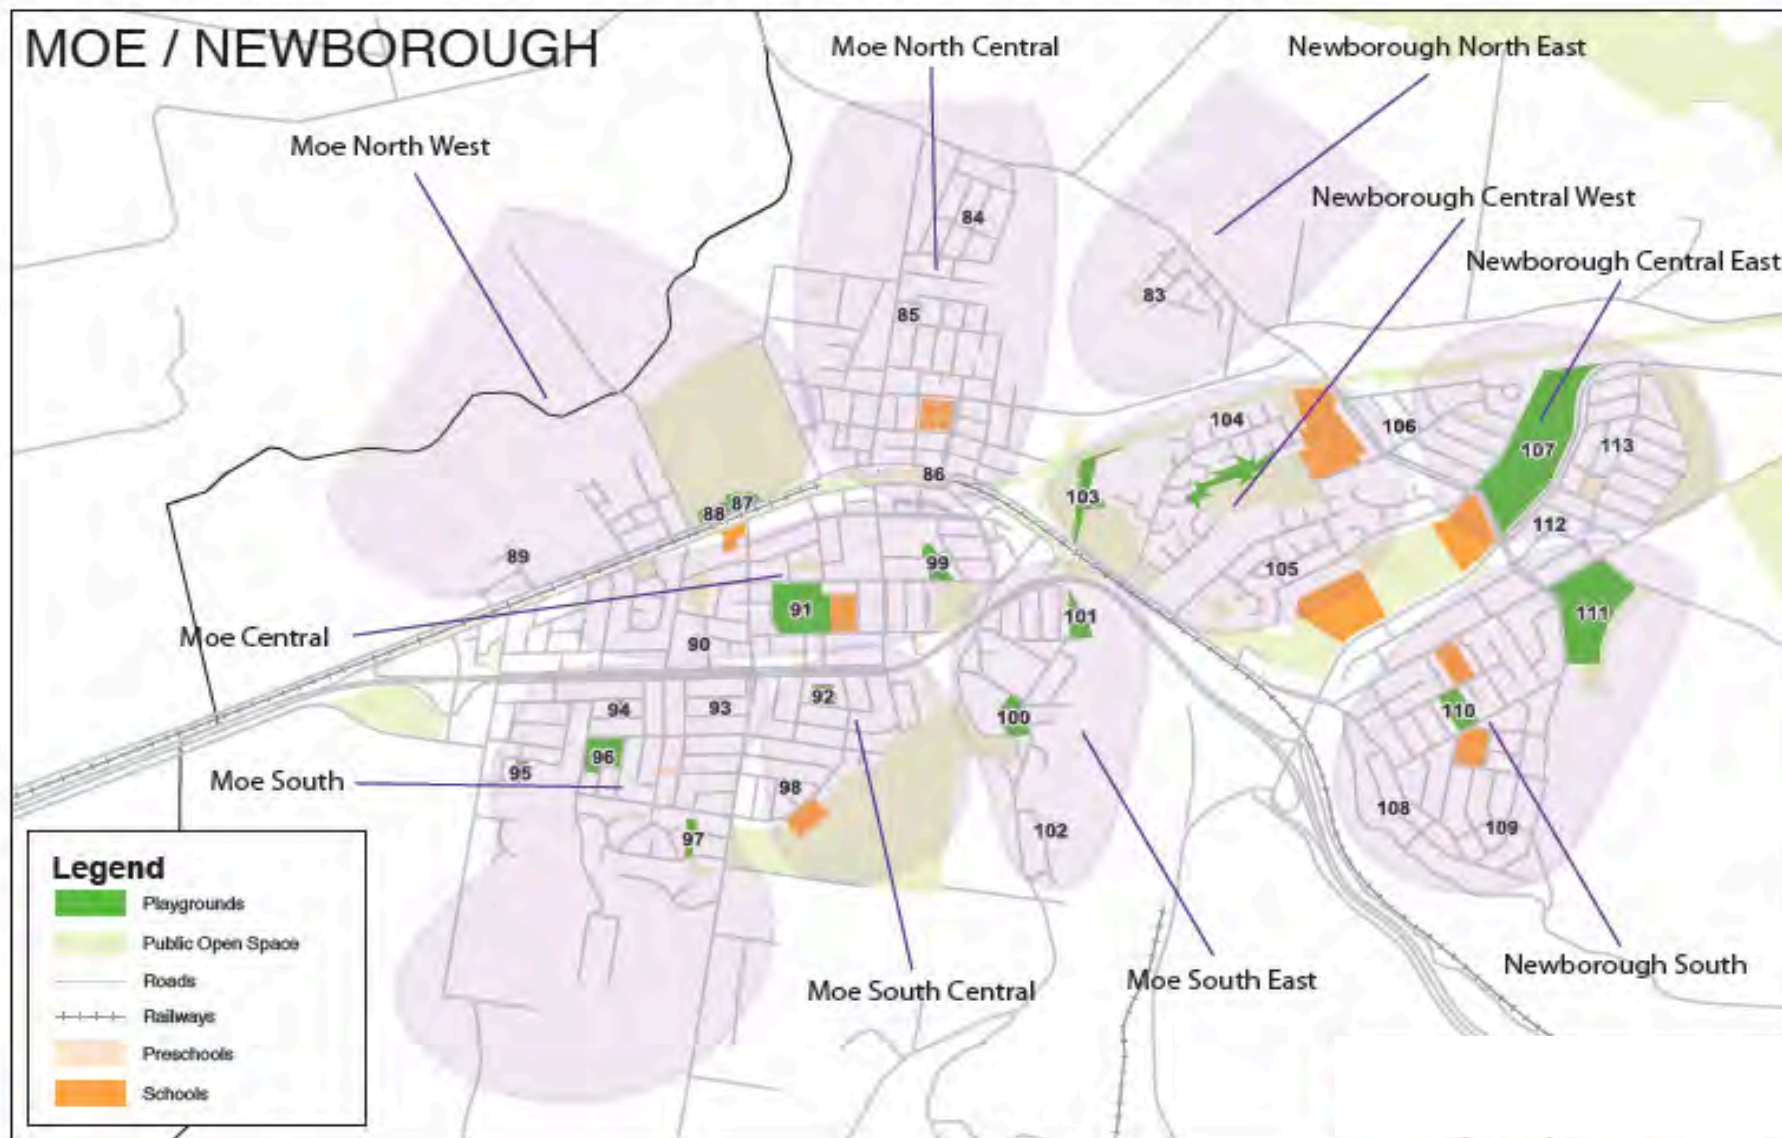 MOE / NEWBOROUGH
Moe North Central
Newborough North East
Moe North West
Newborough Central West
84
Newborough Central East
83
85
104
106
107
113
86
103
87
88
112
89
99
105
91
101
111
Moe Central
90
92
94
93
100
110
96
95
Moe South
98
108
109
102
97
Legend
Playgrounds
Public Open Space
Roads
Railways
Preschools
Schools
Moe South Central
Moe South East
Newborough South